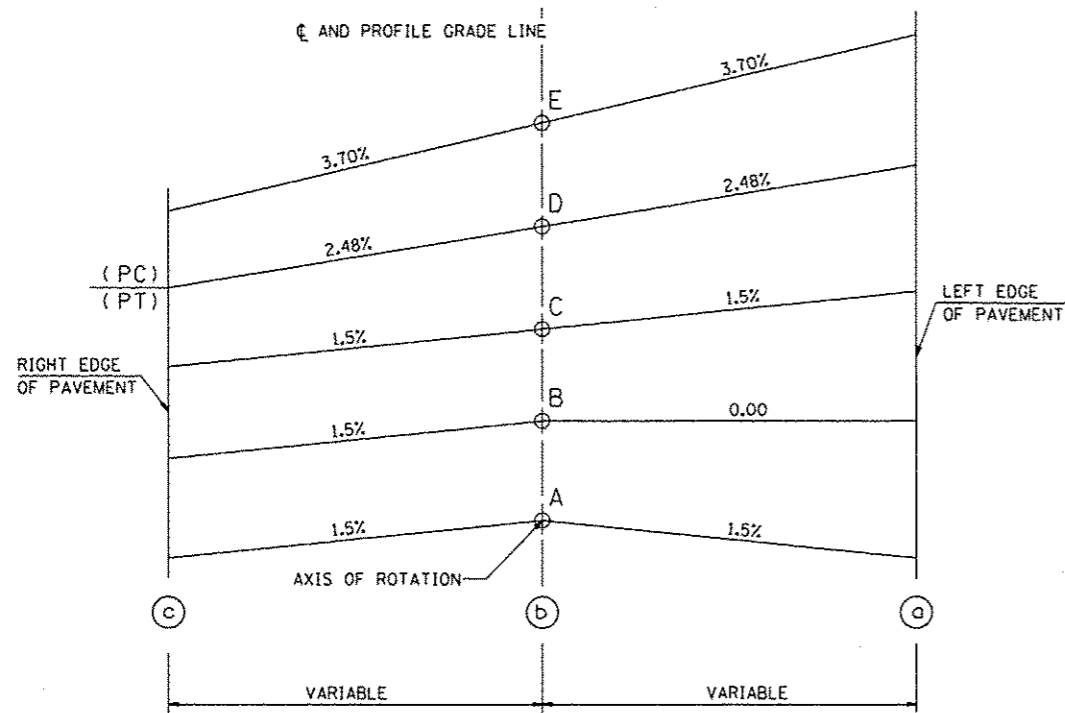 ℄ AND PROFILE GRADE LINE
3.70%
E
3.70%
2.48%
D
2.48%
(PC)
(PT)
C
1.5%
1.5%
LEFT EDGE
OF PAVEMENT
RIGHT EDGE
OF PAVEMENT
B
0.00
1.5%
A
1.5%
1.5%
AXIS OF ROTATION
c
b
a
VARIABLE
VARIABLE